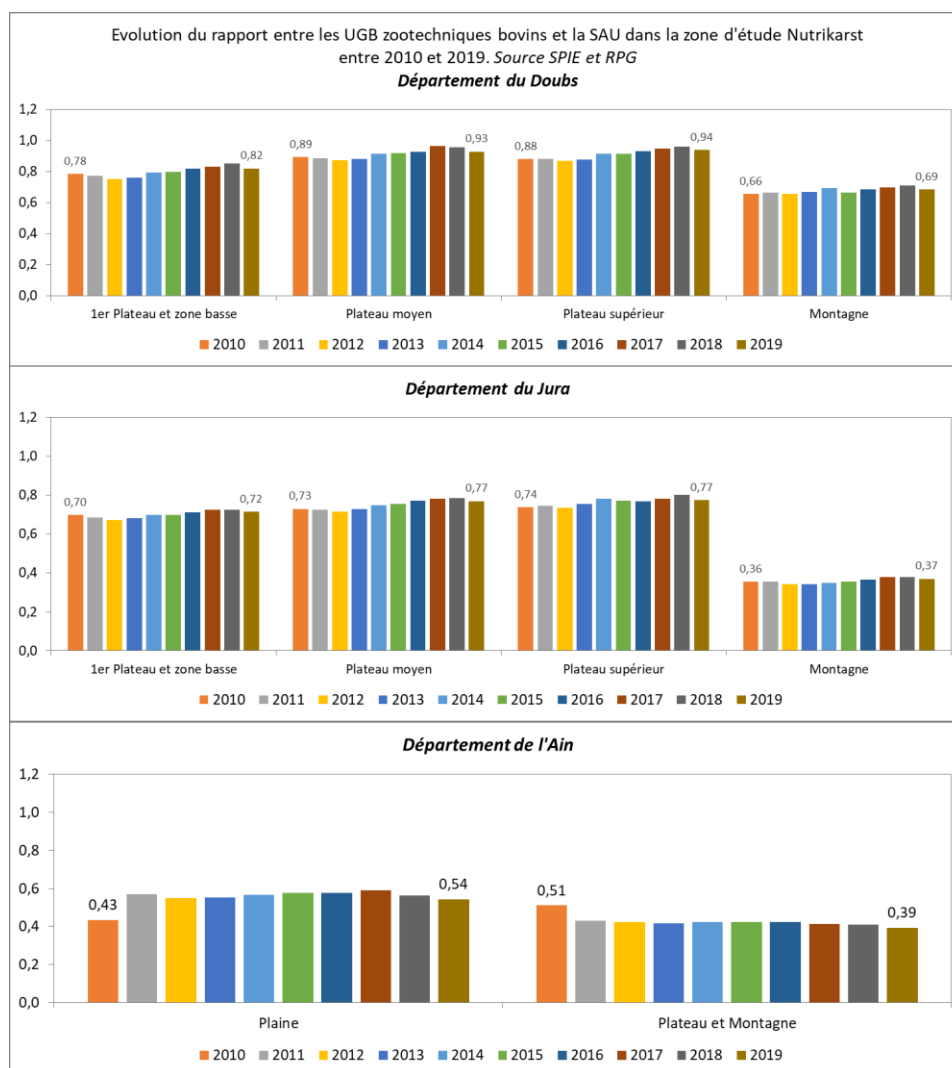 Evolution du rapport entre les UGB zootechniques bovins et la SAU dans la zone d'étude Nutrikarst
entre 2010 et 2019. Source SPIE et RPG
Département du Doubs
1,2
1,0
0,8
0,6
0,4
0,2
0,0
0,78
0,82
0,89
0,93
0,88
0,94
0,66
0,69
1er Plateau et zone basse
Plateau moyen
Plateau supérieur
Montagne
2010 2011 2012 2013 2014 2015 2016 2017 2018 2019
Département du Jura
1,2
1,0
0,8
0,6
0,4
0,2
0,0
0,70
0,72
0,73
0,77
0,74
0,77
0,36
0,37
1er Plateau et zone basse
Plateau moyen
Plateau supérieur
Montagne
2010 2011 2012 2013 2014 2015 2016 2017 2018 2019
Département de l'Ain
1,2
1,0
0,8
0,6
0,4
0,2
0,0
0,43
0,54
0,51
0,39
Plaine
Plateau et Montagne
2010 2011 2012 2013 2014 2015 2016 2017 2018 2019